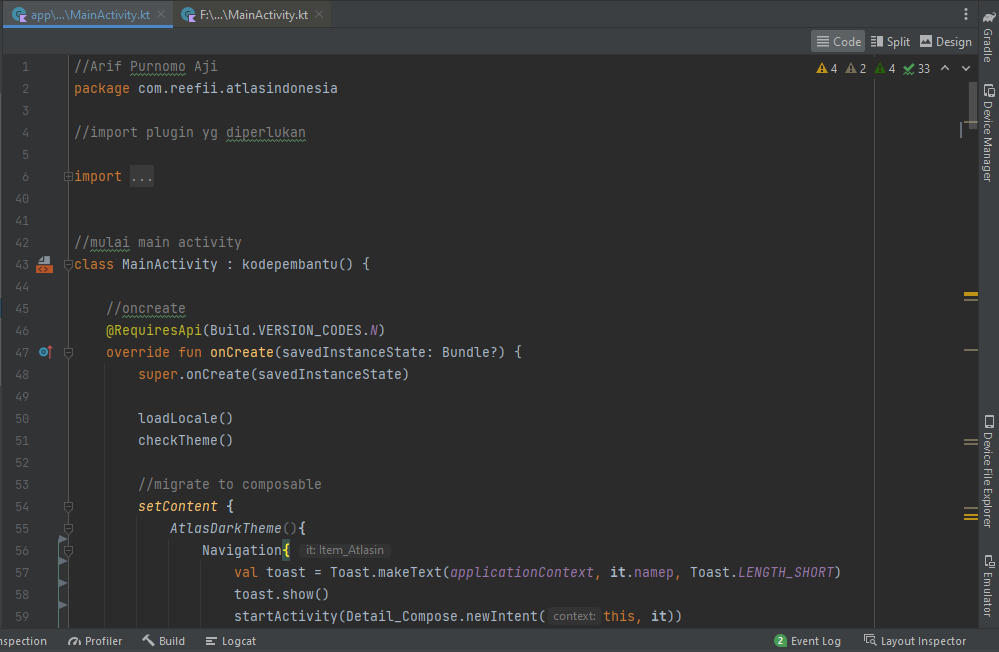 app\...\MainActivity.kt
F:\...\MainActivity.kt
Code Split Design
4 2 4 33
1 //Arif Purnomo Aji
2 package com.reefii.atlasindonesia
3
4 //import plugin yg diperlukan
5
6 import ...
40
41
42 //mulai main activity
43 class MainActivity : kodepembantu() {
44
45 //oncreate
46 @RequiresApi(Build.VERSION_CODES.N)
47 override fun onCreate(savedInstanceState: Bundle?) {
48 super.onCreate(savedInstanceState)
49
50 loadLocale()
51 checkTheme()
52
53 //migrate to composable
54 setContent {
55 AtlasDarkTheme(){
56 Navigation{ it: Item_Atlasin
57 val toast = Toast.makeText(applicationContext, it.namep, Toast.LENGTH_SHORT)
58 toast.show()
59 startActivity(Detail_Compose.newIntent( context: this, it))
Gradle
Device Manager
Device File Explorer
Emulator
nspection Profiler Build Logcat 2 Event Log Layout Inspector